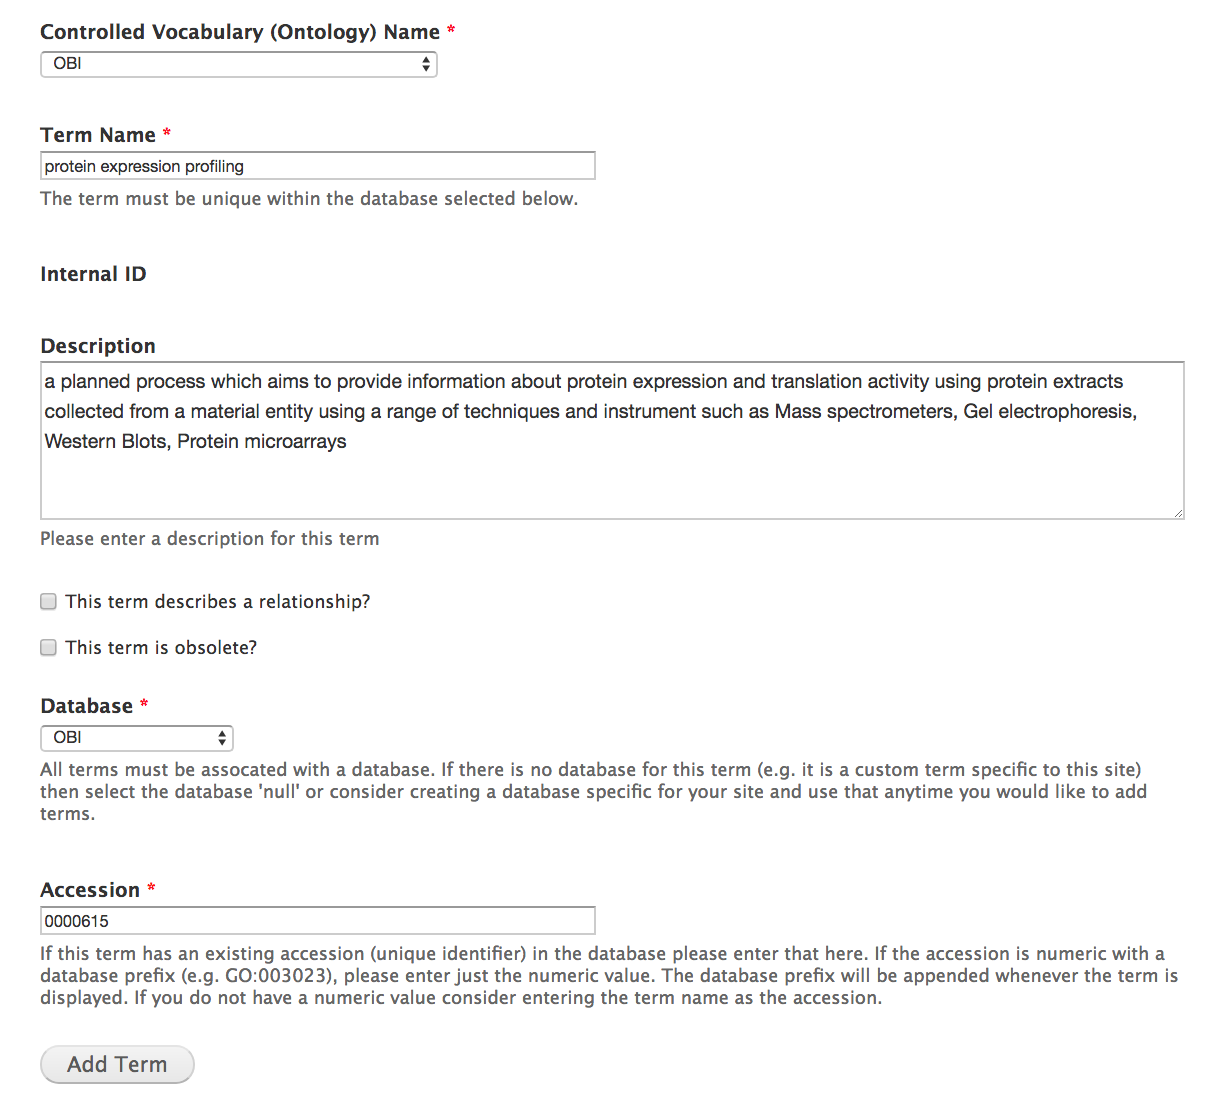 Controlled Vocabulary (Ontology) Name *
OBI
Term Name *
protein expression profiling
The term must be unique within the database selected below.
Internal ID
Description
a planned process which aims to provide information about protein expression and translation activity using protein extracts
collected from a material entity using a range of techniques and instrument such as Mass spectrometers, Gel electrophoresis,
Western Blots, Protein microarrays
Please enter a description for this term
This term describes a relationship?
This term is obsolete?
Database *
OBI
All terms must be assocated with a database. If there is no database for this term (e.g. it is a custom term specific to this site)
then select the database 'null' or consider creating a database specific for your site and use that anytime you would like to add
terms.
Accession *
0000615
If this term has an existing accession (unique identifier) in the database please enter that here. If the accession is numeric with a
database prefix (e.g. GO:003023), please enter just the numeric value. The database prefix will be appended whenever the term is
displayed. If you do not have a numeric value consider entering the term name as the accession.
Add Term